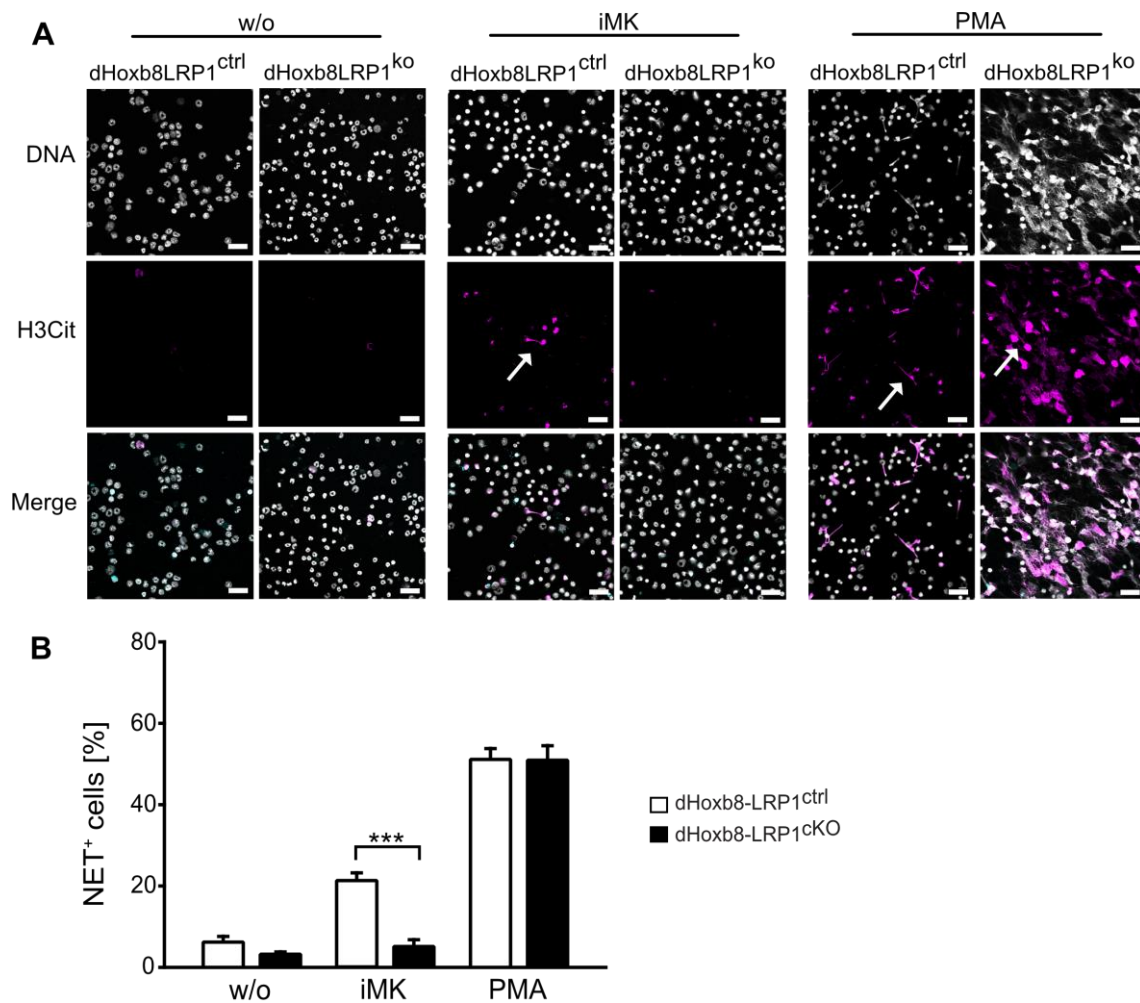 A
w/o
iMK
PMA
dHoxb8LRP1ctrl dHoxb8LRP1ko dHoxb8LRP1ctrl dHoxb8LRP1ko dHoxb8LRP1ctrl dHoxb8LRP1ko
DNA
H3Cit
Merge
B
NET+ cells [%]
80
60
40
20
0
***
w/o iMK PMA
dHoxb8-LRP1ctrl
dHoxb8-LRP1cKO